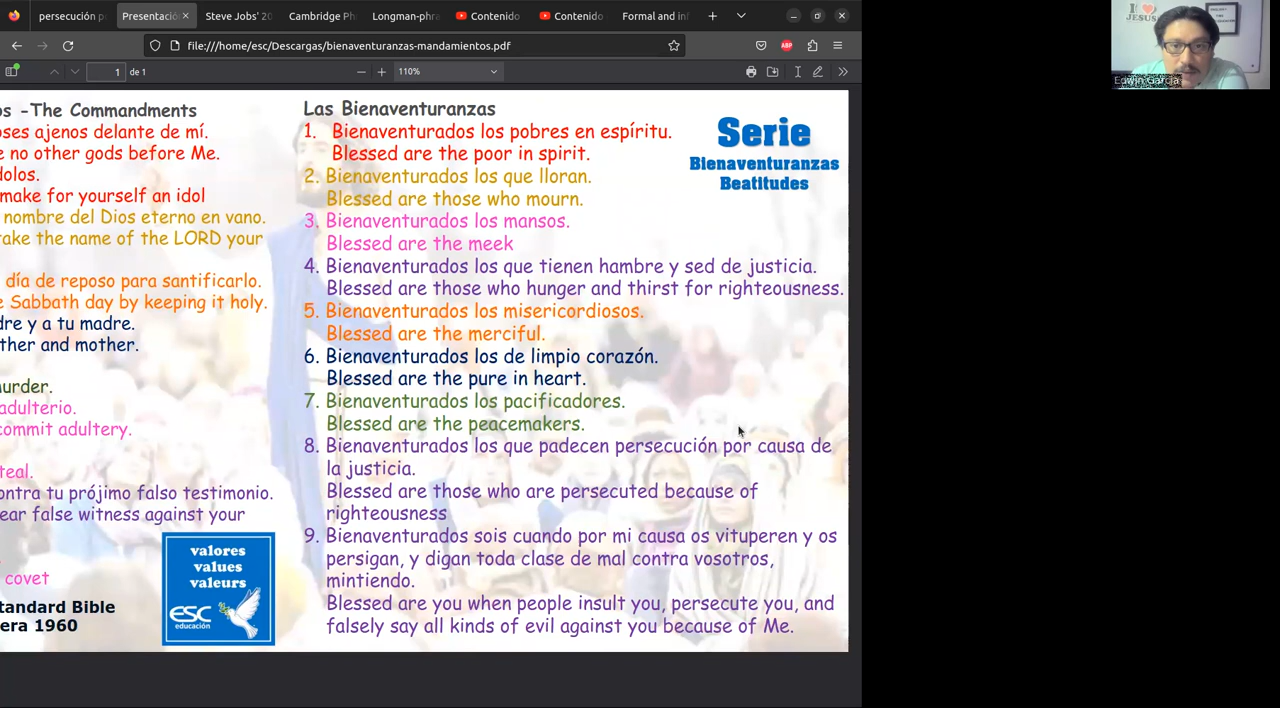 persecución p
Presentació
Steve Jobs' 20
Cambridge Ph
Longman-phra
Contenido
Contenido
Formal and inf
file:///home/esc/Descargas/bienaventuranzas-mandamientos.pdf
ABP
1 de 1
110%
I
JESUS
Edwin García
os -The Commandments
oses ajenos delante de mí.
e no other gods before Me.
dolos.
make for yourself an idol
nombre del Dios eterno en vano.
take the name of the LORD your
día de reposo para santificarlo.
e Sabbath day by keeping it holy.
dre y a tu madre.
ther and mother.
urder.
adulterio.
commit adultery.
teal.
ontra tu prójimo falso testimonio.
ear false witness against your
covet
tandard Bible
era 1960
valores
values
valeurs
esc
educación
Las Bienaventuranzas
1. Bienaventurados los pobres en espíritu.
Blessed are the poor in spirit.
2. Bienaventurados los que lloran.
Blessed are those who mourn.
3. Bienaventurados los mansos.
Blessed are the meek
4. Bienaventurados los que tienen hambre y sed de justicia.
Blessed are those who hunger and thirst for righteousness.
5. Bienaventurados los misericordiosos.
Blessed are the merciful.
6. Bienaventurados los de limpio corazón.
Blessed are the pure in heart.
7. Bienaventurados los pacificadores.
Blessed are the peacemakers.
8. Bienaventurados los que padecen persecución por causa de
la justicia.
Blessed are those who are persecuted because of
righteousness
9. Bienaventurados sois cuando por mi causa os vituperen y os
persigan, y digan toda clase de mal contra vosotros,
mintiendo.
Blessed are you when people insult you, persecute you, and
falsely say all kinds of evil against you because of Me.
Serie
Bienaventuranzas
Beatitudes